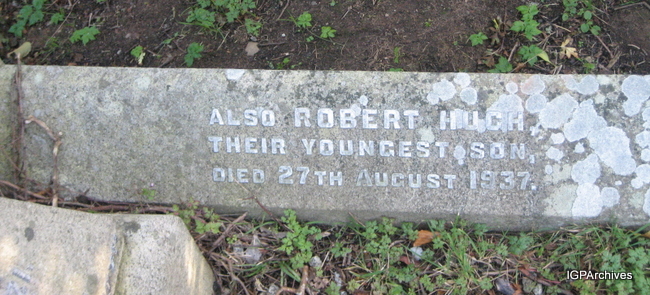 ALSO ROBERT HUGH,
THEIR YOUNGEST SON,
DIED 27TH AUGUST 1937.
IGPArchives